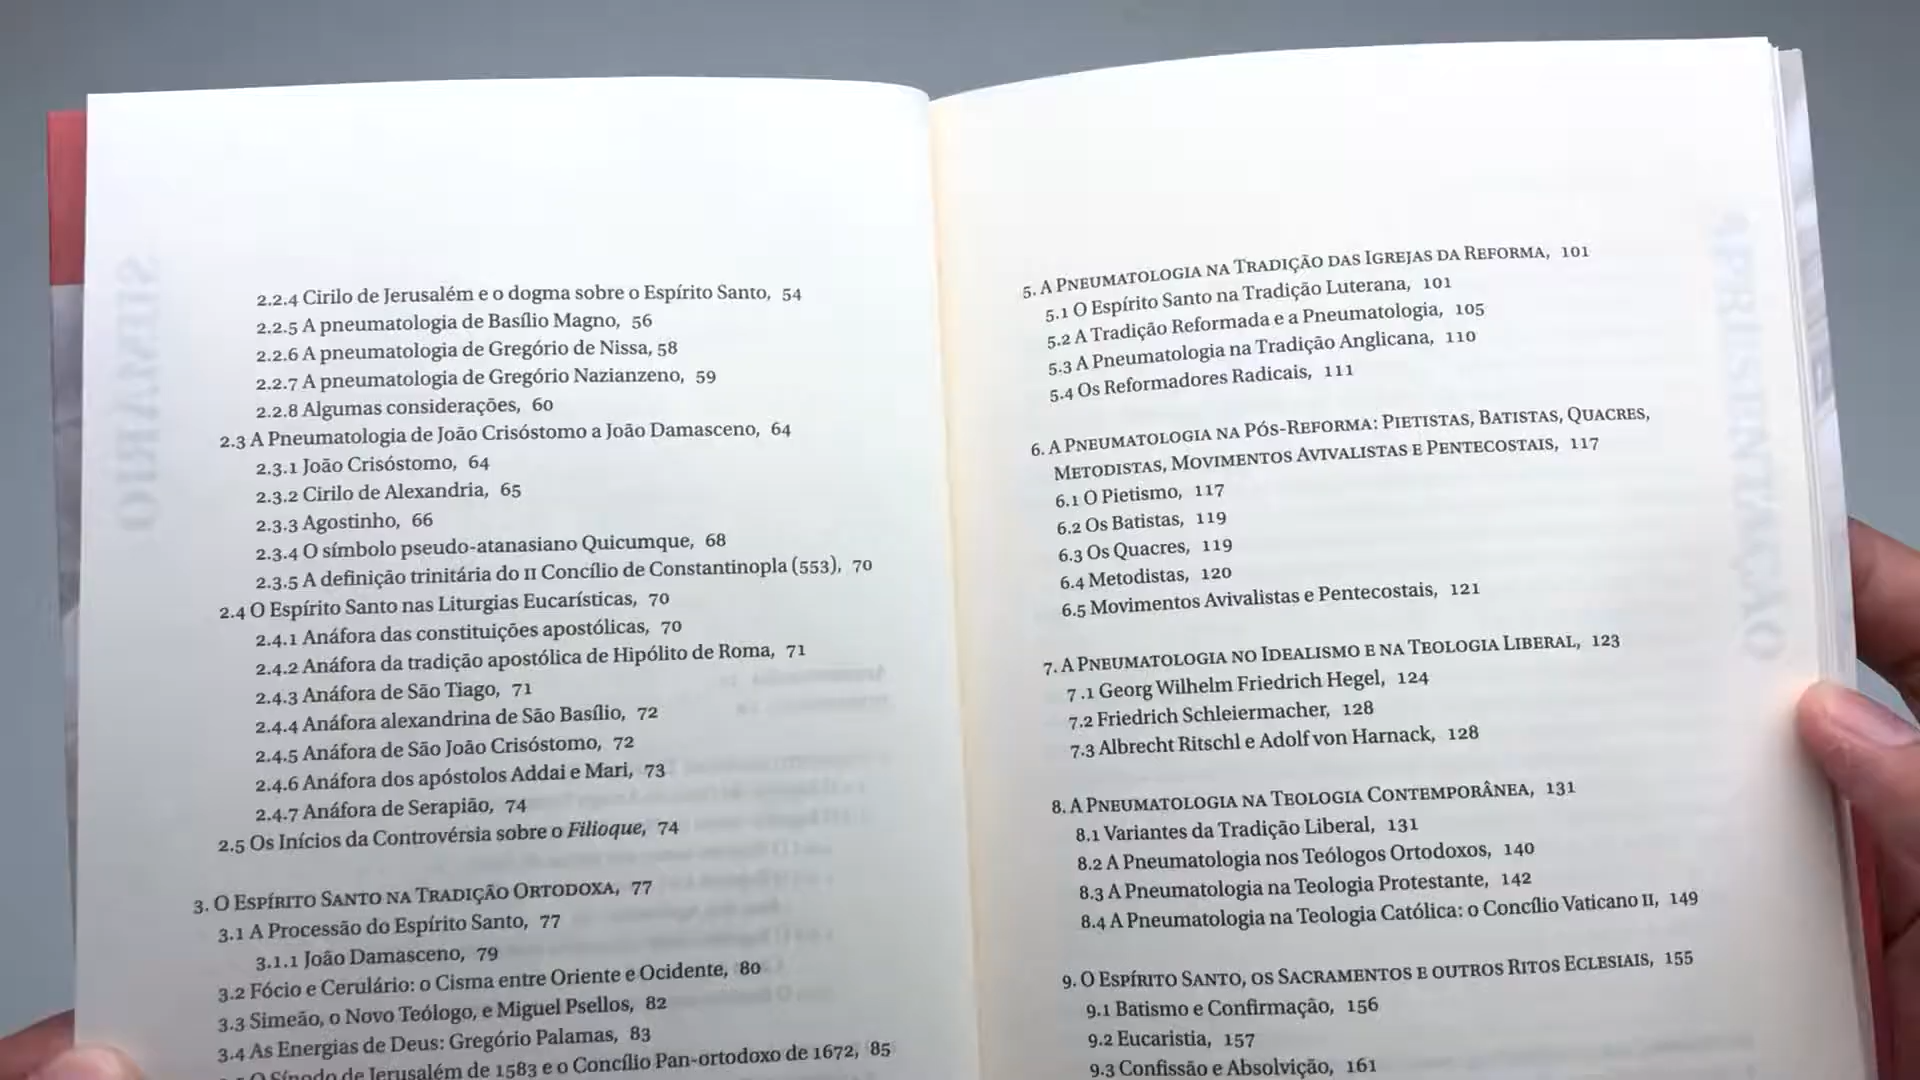 2.2.4 Cirilo de Jerusalém e o dogma sobre o Espírito Santo, 54
2.2.5 A pneumatologia de Basílio Magno, 56
2.2.6 A pneumatologia de Gregório de Nissa, 58
2.2.7 A pneumatologia de Gregório Nazianzeno, 59
2.2.8 Algumas considerações, 60
2.3 A Pneumatologia de João Crisóstomo a João Damasceno, 64
2.3.1 João Crisóstomo, 64
2.3.2 Cirilo de Alexandria, 65
2.3.3 Agostinho, 66
2.3.4 O símbolo pseudo-atanasiano Quicumque, 68
2.3.5 A definição trinitária do II Concílio de Constantinopla (553), 70
2.4 O Espírito Santo nas Liturgias Eucarísticas, 70
2.4.1 Anáfora das constituições apostólicas, 70
2.4.2 Anáfora da tradição apostólica de Hipólito de Roma, 71
2.4.3 Anáfora de São Tiago, 71
2.4.4 Anáfora alexandrina de São Basílio, 72
2.4.5 Anáfora de São João Crisóstomo, 72
2.4.6 Anáfora dos apóstolos Addai e Mari, 73
2.4.7 Anáfora de Serapião, 74
2.5 Os Inícios da Controvérsia sobre o Filioque, 74
3. O Espírito Santo na Tradição Ortodoxa, 77
3.1 A Processão do Espírito Santo, 77
3.1.1 João Damasceno, 79
3.2 Fócio e Cerulário: o Cisma entre Oriente e Ocidente, 80
3.3 Simeão, o Novo Teólogo, e Miguel Psellos, 82
3.4 As Energias de Deus: Gregório Palamas, 83
O Sínodo de Jerusalém de 1583 e o Concílio Pan-ortodoxo de 1672, 85
5. A Pneumatologia na Tradição das Igrejas da Reforma, 101
5.1 O Espírito Santo na Tradição Luterana, 101
5.2 A Tradição Reformada e a Pneumatologia, 105
5.3 A Pneumatologia na Tradição Anglicana, 110
5.4 Os Reformadores Radicais, 111
6. A Pneumatologia na Pós-Reforma: Pietistas, Batistas, Quacres,
Metodistas, Movimentos Avivalistas e Pentecostais, 117
6.1 O Pietismo, 117
6.2 Os Batistas, 119
6.3 Os Quacres, 119
6.4 Metodistas, 120
6.5 Movimentos Avivalistas e Pentecostais, 121
7. A Pneumatologia no Idealismo e na Teologia Liberal, 123
7.1 Georg Wilhelm Friedrich Hegel, 124
7.2 Friedrich Schleiermacher, 128
7.3 Albrecht Ritschl e Adolf von Harnack, 128
8. A Pneumatologia na Teologia Contemporânea, 131
8.1 Variantes da Tradição Liberal, 131
8.2 A Pneumatologia nos Teólogos Ortodoxos, 140
8.3 A Pneumatologia na Teologia Protestante, 142
8.4 A Pneumatologia na Teologia Católica: o Concílio Vaticano II, 149
9. O Espírito Santo, os Sacramentos e outros Ritos Eclesiais, 155
9.1 Batismo e Confirmação, 156
9.2 Eucaristia, 157
9.3 Confissão e Absolvição, 161